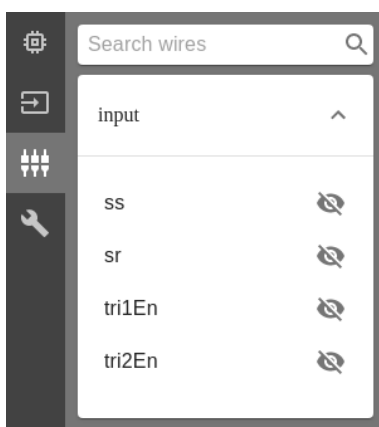 Search wires
input
ss
sr
tri1En
tri2En